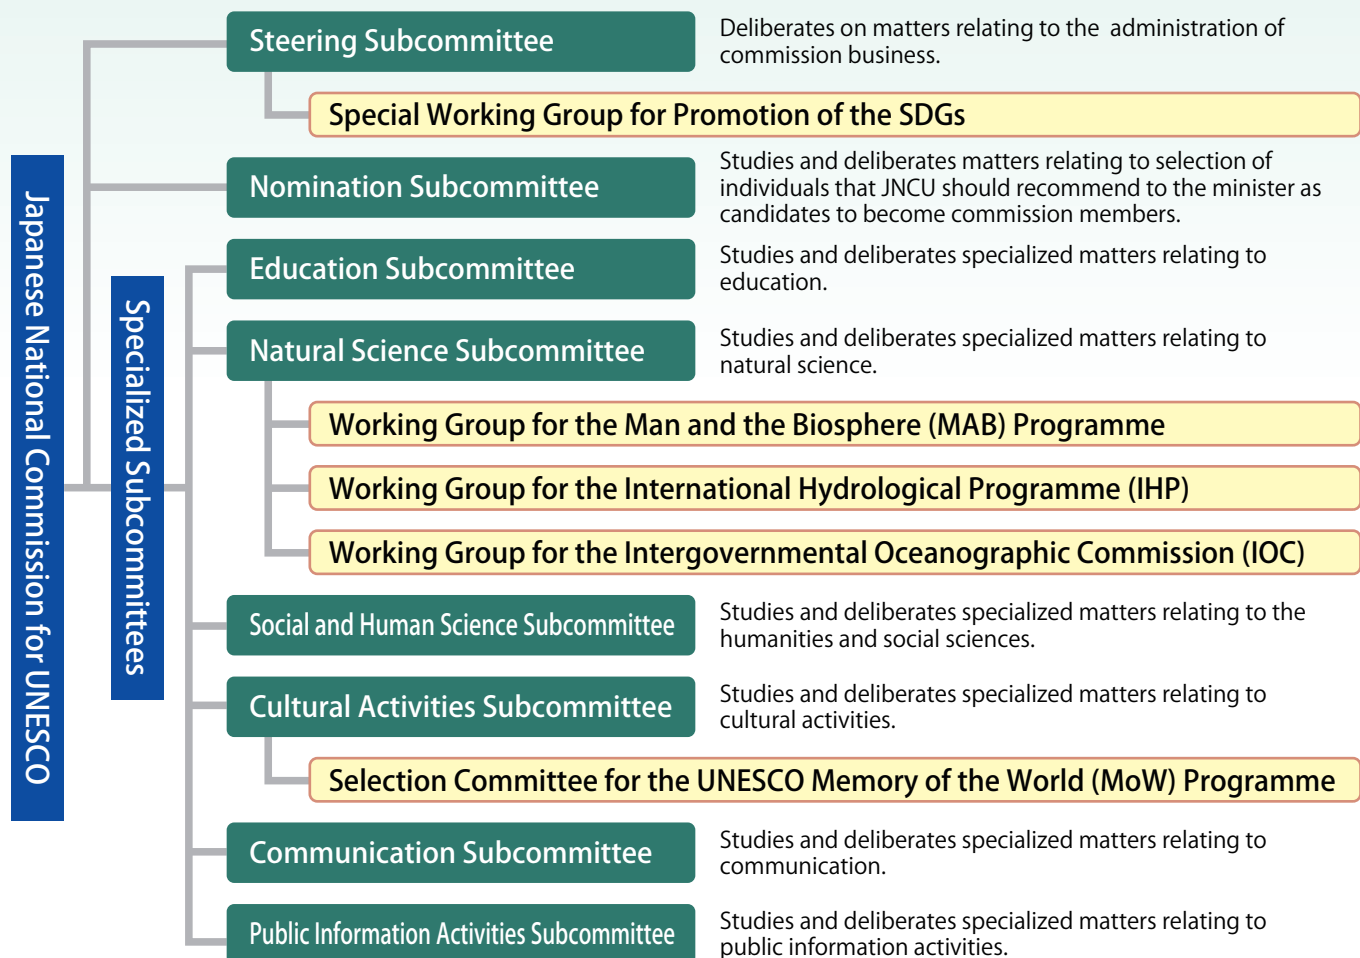 Japanese National Commission for UNESCO
Steering Subcommittee
Deliberates on matters relating to the administration of
commission business.
Special Working Group for Promotion of the SDGs
Nomination Subcommittee
Studies and deliberates matters relating to selection of
individuals that JNCU should recommend to the minister as
candidates to become commission members.
Specialized Subcommittees
Education Subcommittee
Studies and deliberates specialized matters relating to
education.
Natural Science Subcommittee
Studies and deliberates specialized matters relating to
natural science.
Working Group for the Man and the Biosphere (MAB) Programme
Working Group for the International Hydrological Programme (IHP)
Working Group for the Intergovernmental Oceanographic Commission (IOC)
Social and Human Science Subcommittee
Studies and deliberates specialized matters relating to the
humanities and social sciences.
Cultural Activities Subcommittee
Studies and deliberates specialized matters relating to
cultural activities.
Selection Committee for the UNESCO Memory of the World (MoW) Programme
Communication Subcommittee
Studies and deliberates specialized matters relating to
communication.
Public Information Activities Subcommittee
Studies and deliberates specialized matters relating to
public information activities.